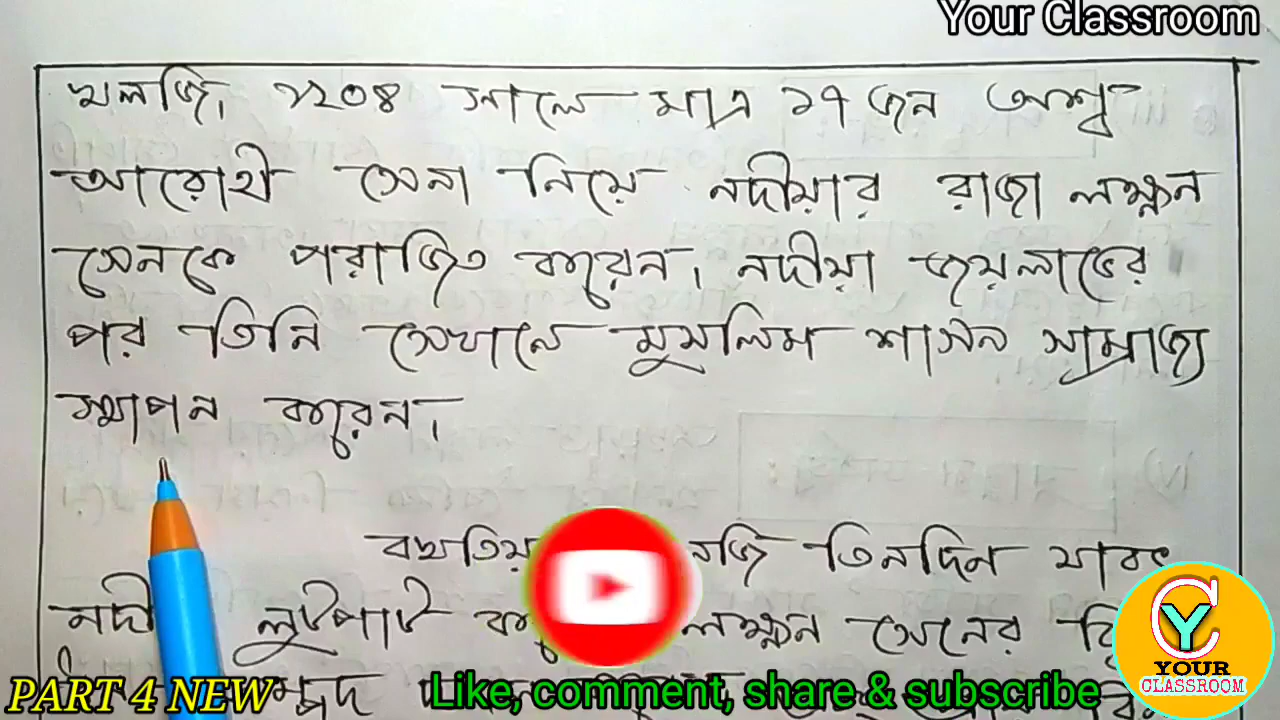 Your Classroom
খলজি। ১২০৪ সালে মাত্র ১৭ জন অশ্ব-
আরোহী সেনা নিয়ে নদীয়ার রাজা লক্ষ্মন
সেনকে পরাজিত করেন। নদীয়া জয়লাভের
পর তিনি সেখানে মুসলিম শাসন সাম্রাজ্য
স্থাপন করেন।
তিনদিন যাবৎ
লুটপাট লক্ষ্মন সেনের
PART 4 NEW
Like, comment, share & subscribe
CY
YOUR
CLASSROOM